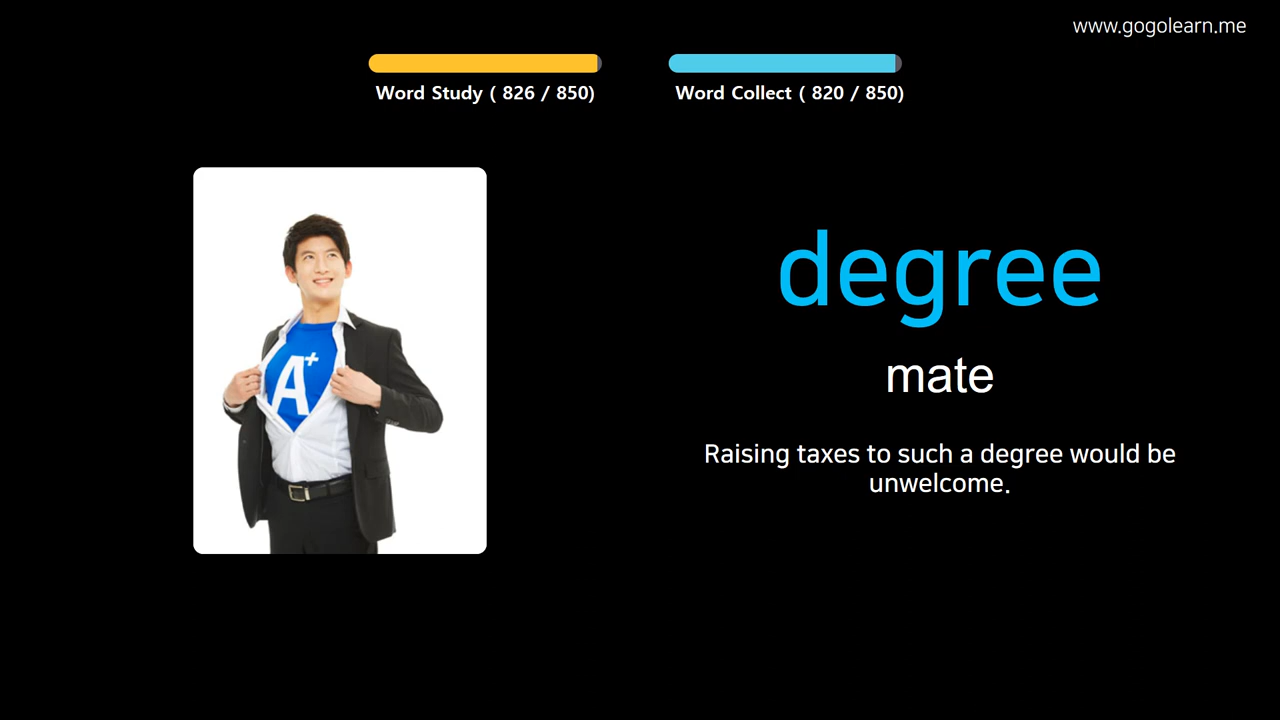 www.gogolearn.me
Word Study ( 826 / 850)
Word Collect ( 820 / 850)
A+
degree
mate
Raising taxes to such a degree would be
unwelcome.